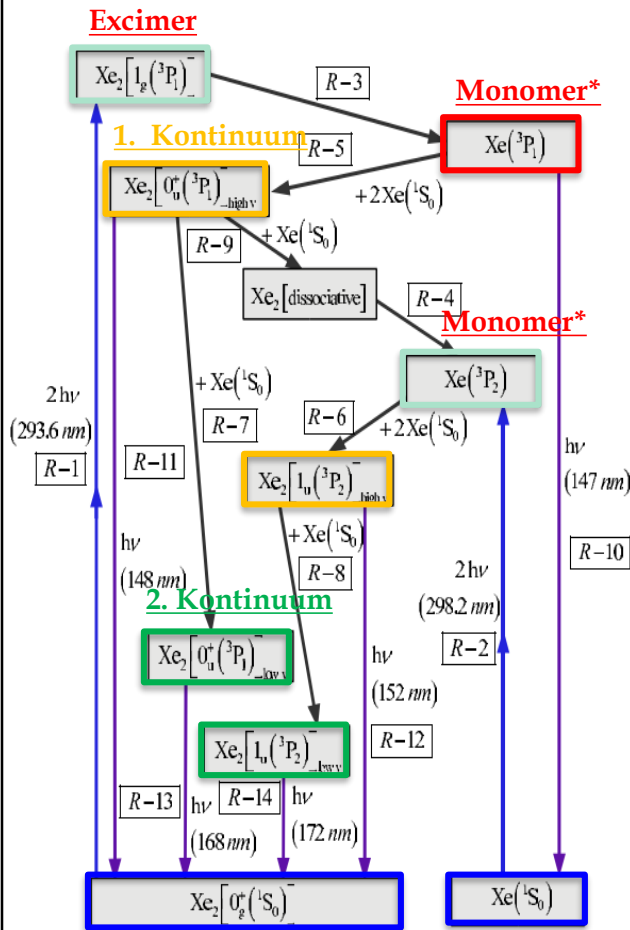 Excimer
Xe₂[1g(³P₁)]
R−3
Monomer*
Xe(³P₁)
1. Kontinuum
R−5
+2Xe(¹S₀)
Xe₂[0u⁺(³P₁)] high v
R−9
+Xe(¹S₀)
Xe₂[dissociative]
R−4
Monomer*
Xe(³P₂)
2hν
(293.6 nm)
R−1
+Xe(¹S₀)
R−7
R−6
+2Xe(¹S₀)
R−11
Xe₂[1u(³P₂)] high v
hν
(147 nm)
R−10
hν
(148 nm)
+Xe(¹S₀)
R−8
2hν
(298.2 nm)
R−2
2. Kontinuum
Xe₂[0u⁺(³P₁)] low v
hν
(152 nm)
R−12
Xe₂[1u(³P₂)] low v
R−13
hν
(168 nm)
R−14
hν
(172 nm)
Xe₂[0g⁺(¹S₀)]
Xe(¹S₀)